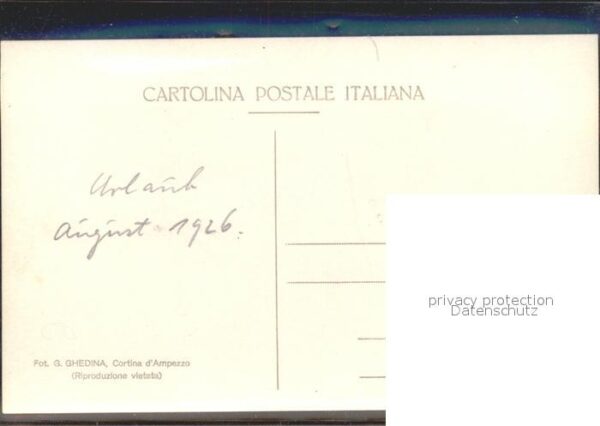 CARTOLINA POSTALE ITALIANA
Urlaub
August 1926.
Fot. G. GHEDINA, Cortina d'Ampezzo
(Riproduzione vietata)
privacy protection
Datenschutz